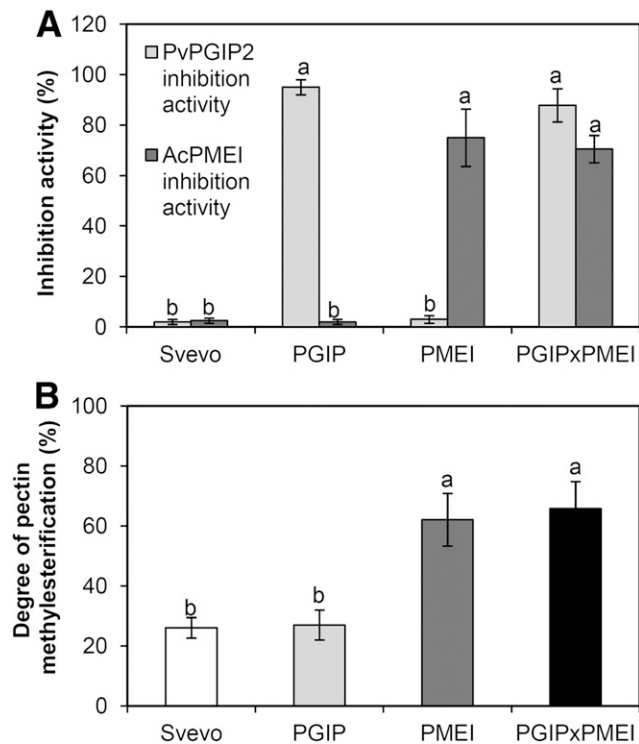 A
Inhibition activity (%)
120
100
80
60
40
20
0
PvPGIP2
inhibition
activity
AcPMEI
inhibition
activity
b
b
a
b
b
a
a
a
Svevo
PGIP
PMEI
PGIPxPMEI
B
Degree of pectin
methylesterification (%)
100
80
60
40
20
0
b
b
a
a
Svevo
PGIP
PMEI
PGIPxPMEI